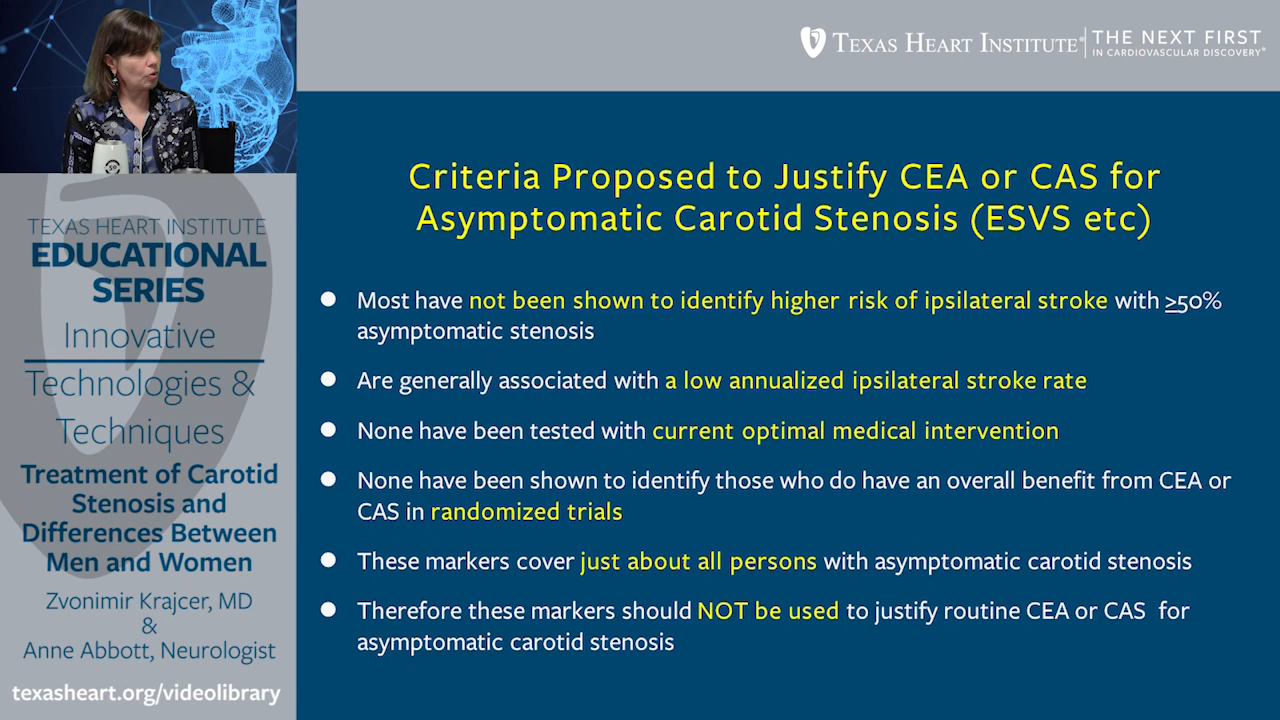 TEXAS HEART INSTITUTE®
THE NEXT FIRST
IN CARDIOVASCULAR DISCOVERY®
TEXAS HEART INSTITUTE
EDUCATIONAL
SERIES
Innovative
Technologies &
Techniques
Treatment of Carotid
Stenosis and
Differences Between
Men and Women
Zvonimir Krajcer, MD
&
Anne Abbott, Neurologist
texasheart.org/videolibrary
Criteria Proposed to Justify CEA or CAS for
Asymptomatic Carotid Stenosis (ESVS etc)
● Most have not been shown to identify higher risk of ipsilateral stroke with ≥50%
asymptomatic stenosis
● Are generally associated with a low annualized ipsilateral stroke rate
● None have been tested with current optimal medical intervention
● None have been shown to identify those who do have an overall benefit from CEA or
CAS in randomized trials
● These markers cover just about all persons with asymptomatic carotid stenosis
● Therefore these markers should NOT be used to justify routine CEA or CAS for
asymptomatic carotid stenosis